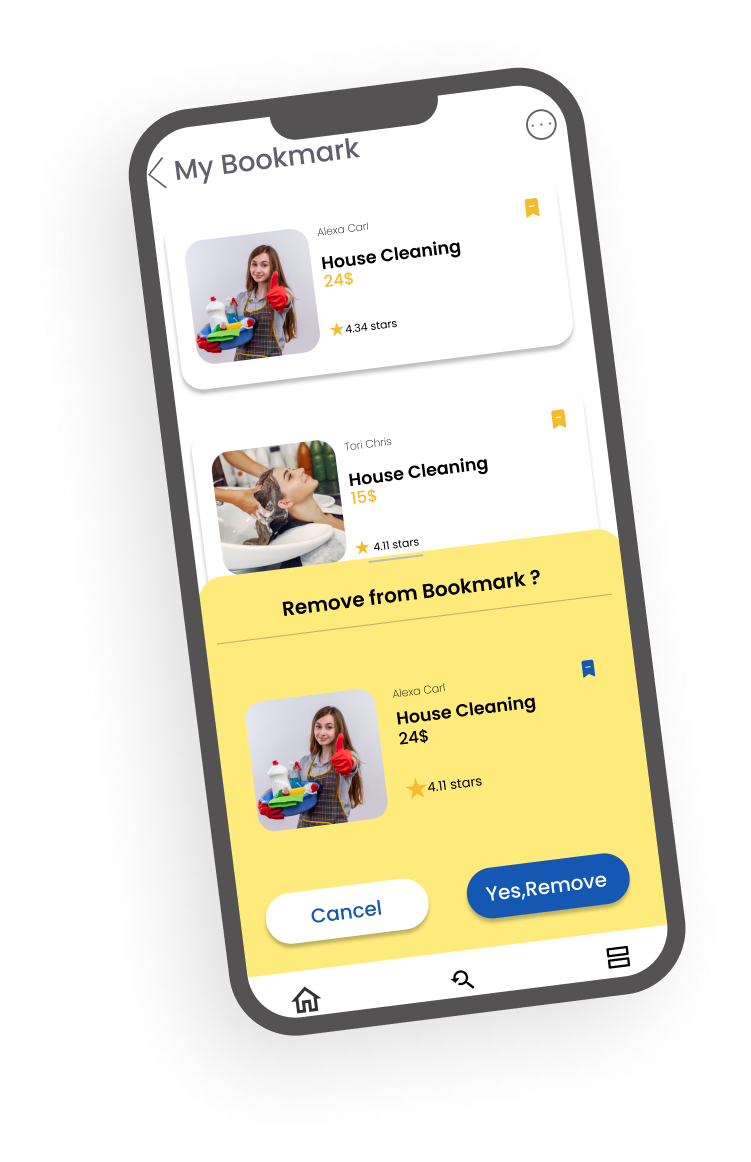 My Bookmark
Alexa Carl
House Cleaning
24$
4.34 stars
Tori Chris
House Cleaning
15$
4.11 stars
Remove from Bookmark ?
Alexa Carl
House Cleaning
24$
4.11 stars
Cancel
Yes,Remove